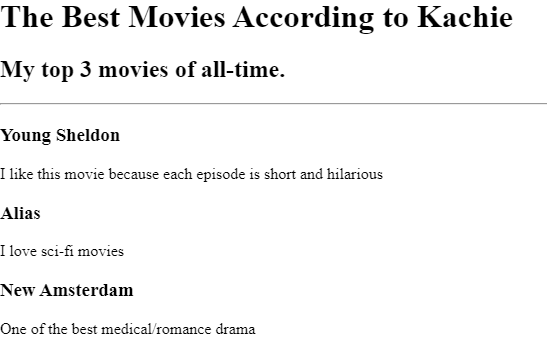 The Best Movies According to Kachie
My top 3 movies of all-time.
Young Sheldon
I like this movie because each episode is short and hilarious
Alias
I love sci-fi movies
New Amsterdam
One of the best medical/romance drama